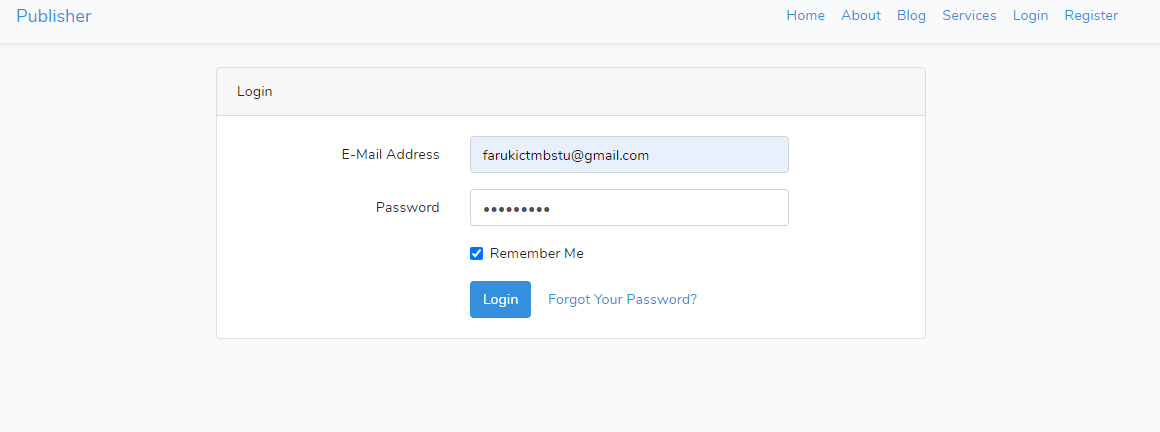 Publisher Home About Blog Services Login Register
Login
E-Mail Address farukictmbstu@gmail.com
Password •••••••••
Remember Me
Login Forgot Your Password?